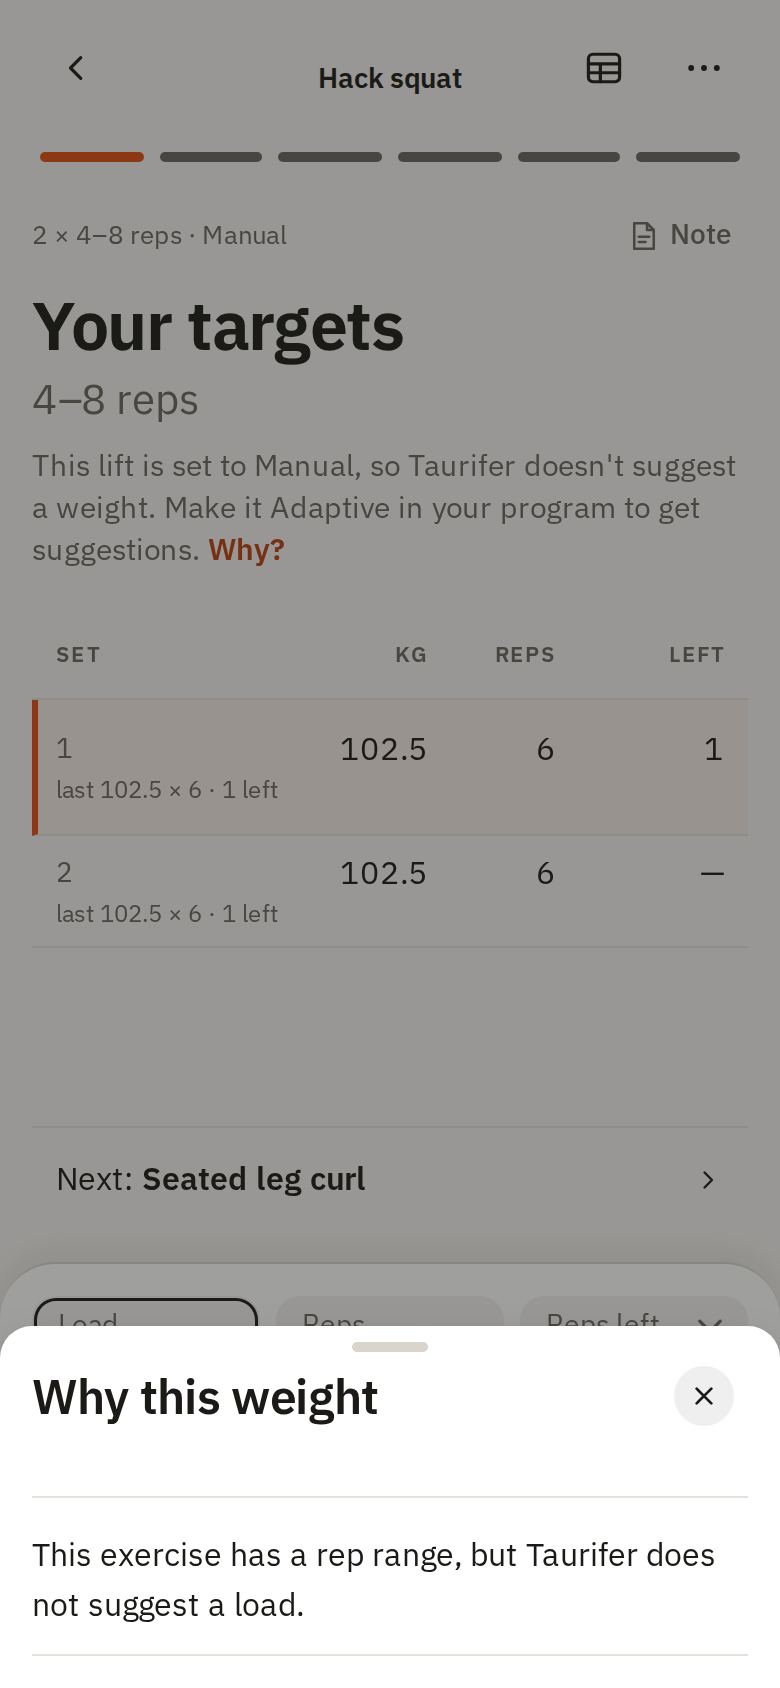 Hack squat
2 × 4–8 reps · Manual
Note
Your targets
4–8 reps
This lift is set to Manual, so Taurifer doesn't suggest
a weight. Make it Adaptive in your program to get
suggestions. Why?
SET KG REPS LEFT
1 102.5 6 1
last 102.5 × 6 · 1 left
2 102.5 6 —
last 102.5 × 6 · 1 left
Next: Seated leg curl
Load Reps Reps left
Why this weight
This exercise has a rep range, but Taurifer does
not suggest a load.